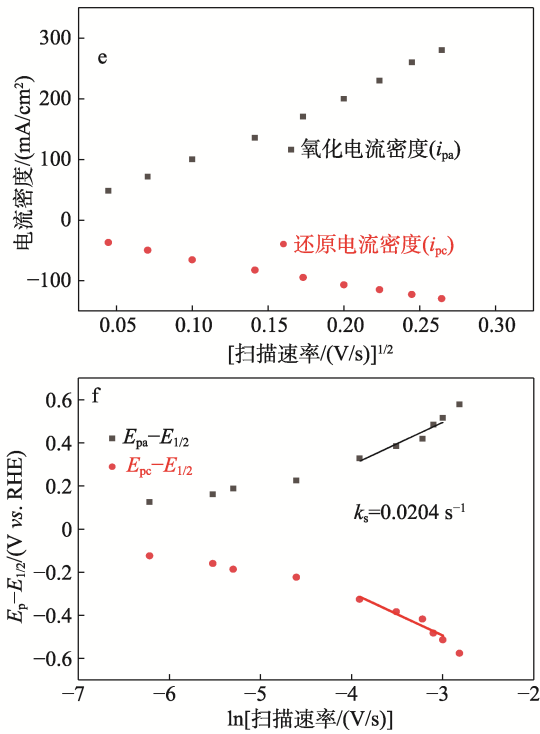 e
300
200
100
0
−100
电流密度/(mA/cm²)
氧化电流密度(ipa)
还原电流密度(ipc)
0.05 0.10 0.15 0.20 0.25 0.30
[扫描速率/(V/s)]1/2
f
0.6
0.4
0.2
0
−0.2
−0.4
−0.6
Ep−E1/2/(V vs. RHE)
Epa−E1/2
Epc−E1/2
ks=0.0204 s−1
−7 −6 −5 −4 −3 −2
ln[扫描速率/(V/s)]